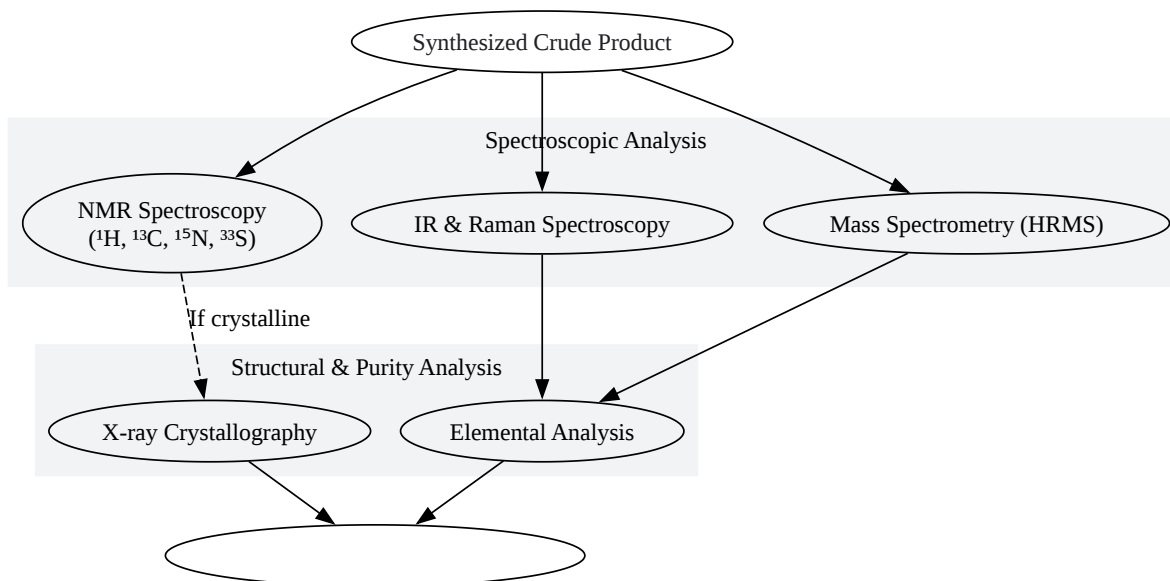 Synthesized Crude Product
Spectroscopic Analysis
NMR Spectroscopy
(¹H, ¹³C, ¹⁵N, ³³S)
IR & Raman Spectroscopy
Mass Spectrometry (HRMS)
If crystalline
Structural & Purity Analysis
X-ray Crystallography
Elemental Analysis